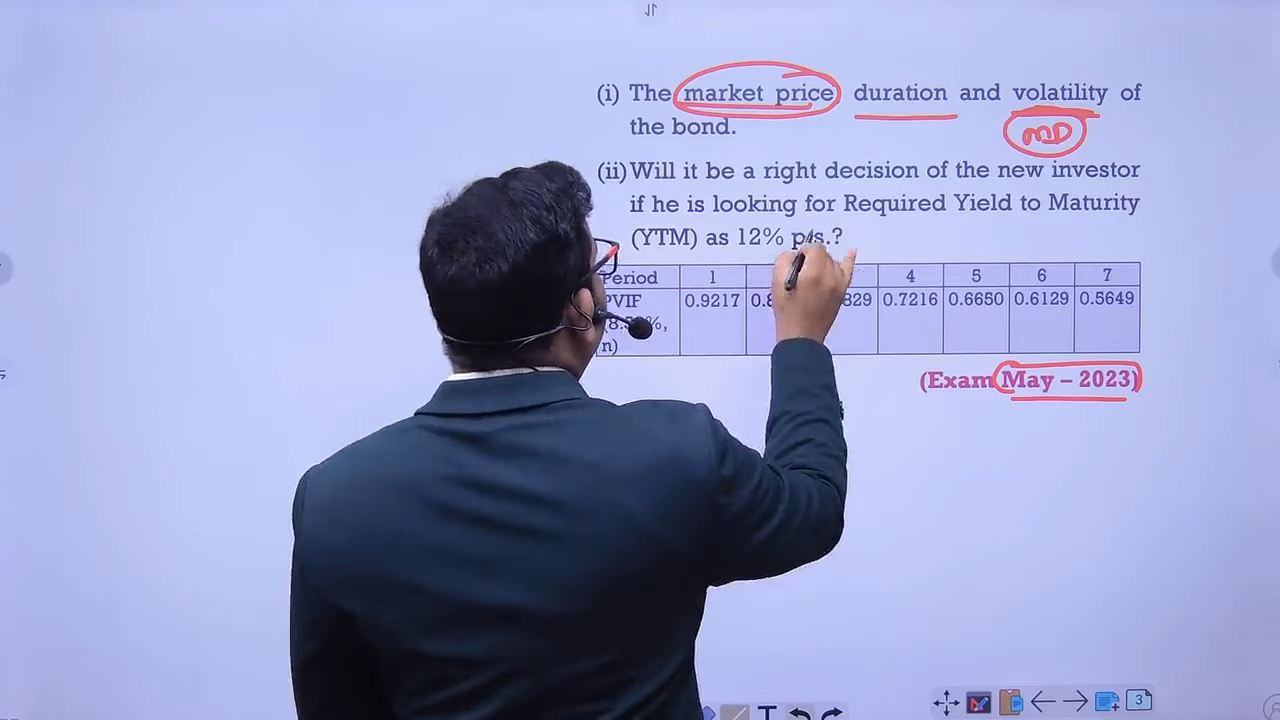 (i) The market price duration and volatility of
the bond.
MD
(ii) Will it be a right decision of the new investor
if he is looking for Required Yield to Maturity
(YTM) as 12% p.s.?
Period 1 4 5 6 7
PVIF 0.9217 0.7216 0.6650 0.6129 0.5649
n)
(Exam May – 2023)
3